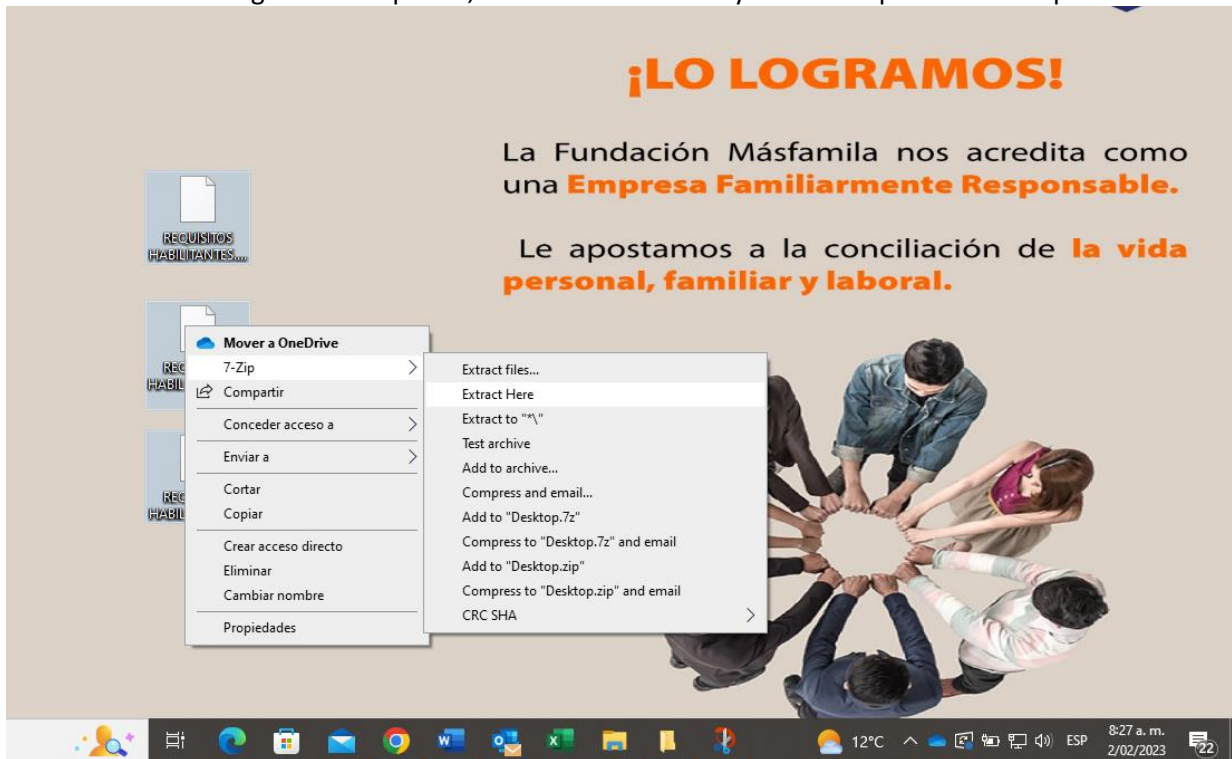 ¡LO LOGRAMOS!
La Fundación Másfamila nos acredita como
una Empresa Familiarmente Responsable.
Le apostamos a la conciliación de la vida
personal, familiar y laboral.
REQUISITOS
HABILITANTES....
REQ
HABIL
REQ
HABIL
Mover a OneDrive
7-Zip
Compartir
Conceder acceso a
Enviar a
Cortar
Copiar
Crear acceso directo
Eliminar
Cambiar nombre
Propiedades
Extract files...
Extract Here
Extract to "*\"
Test archive
Add to archive...
Compress and email...
Add to "Desktop.7z"
Compress to "Desktop.7z" and email
Add to "Desktop.zip"
Compress to "Desktop.zip" and email
CRC SHA
12°C
ESP
8:27 a. m.
2/02/2023
22